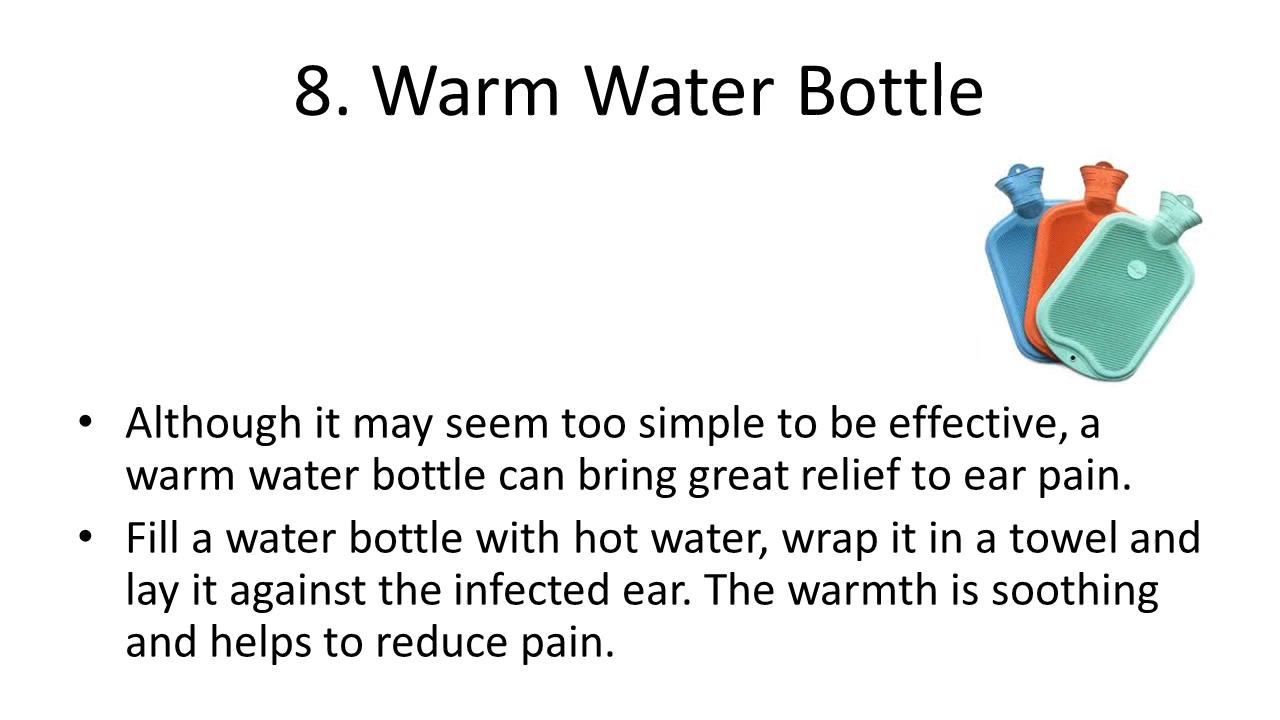 8. Warm Water Bottle
• Although it may seem too simple to be effective, a
warm water bottle can bring great relief to ear pain.
• Fill a water bottle with hot water, wrap it in a towel and
lay it against the infected ear. The warmth is soothing
and helps to reduce pain.